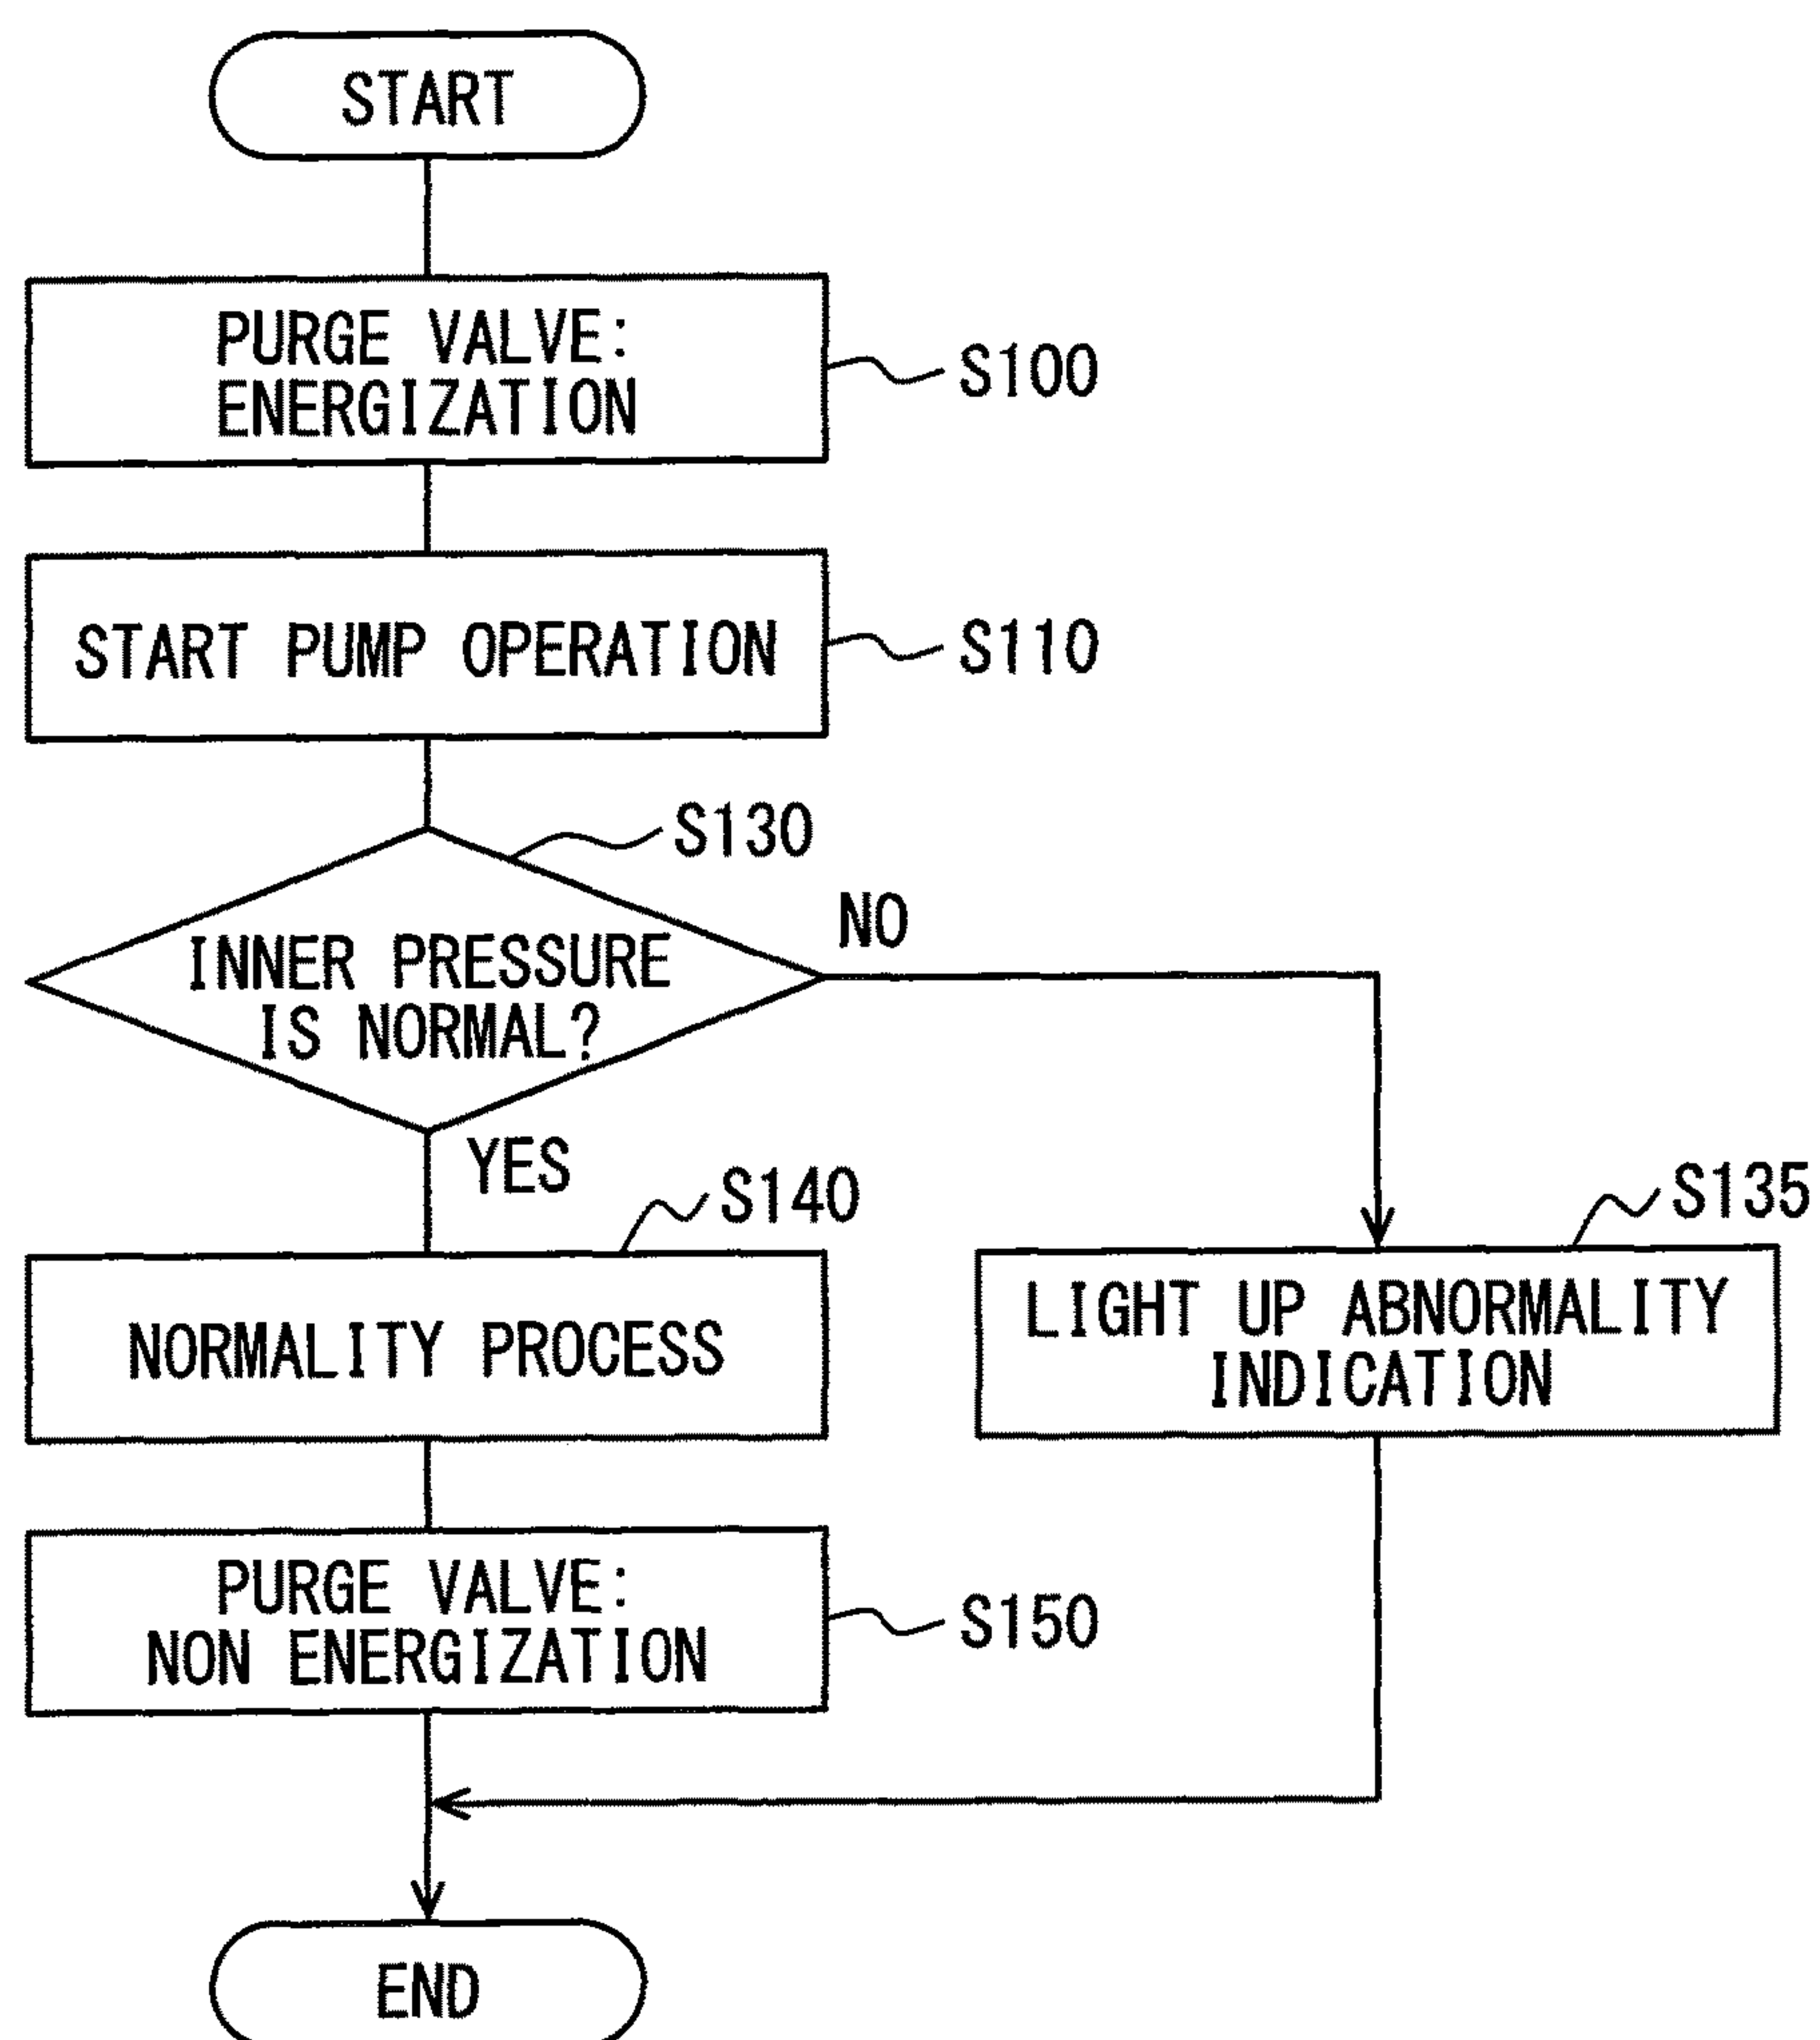 START
PURGE VALVE:
ENERGIZATION
S100
START PUMP OPERATION
S110
S130
INNER PRESSURE
IS NORMAL?
NO
YES
S140
NORMALITY PROCESS
S135
LIGHT UP ABNORMALITY
INDICATION
PURGE VALVE:
NON ENERGIZATION
S150
END